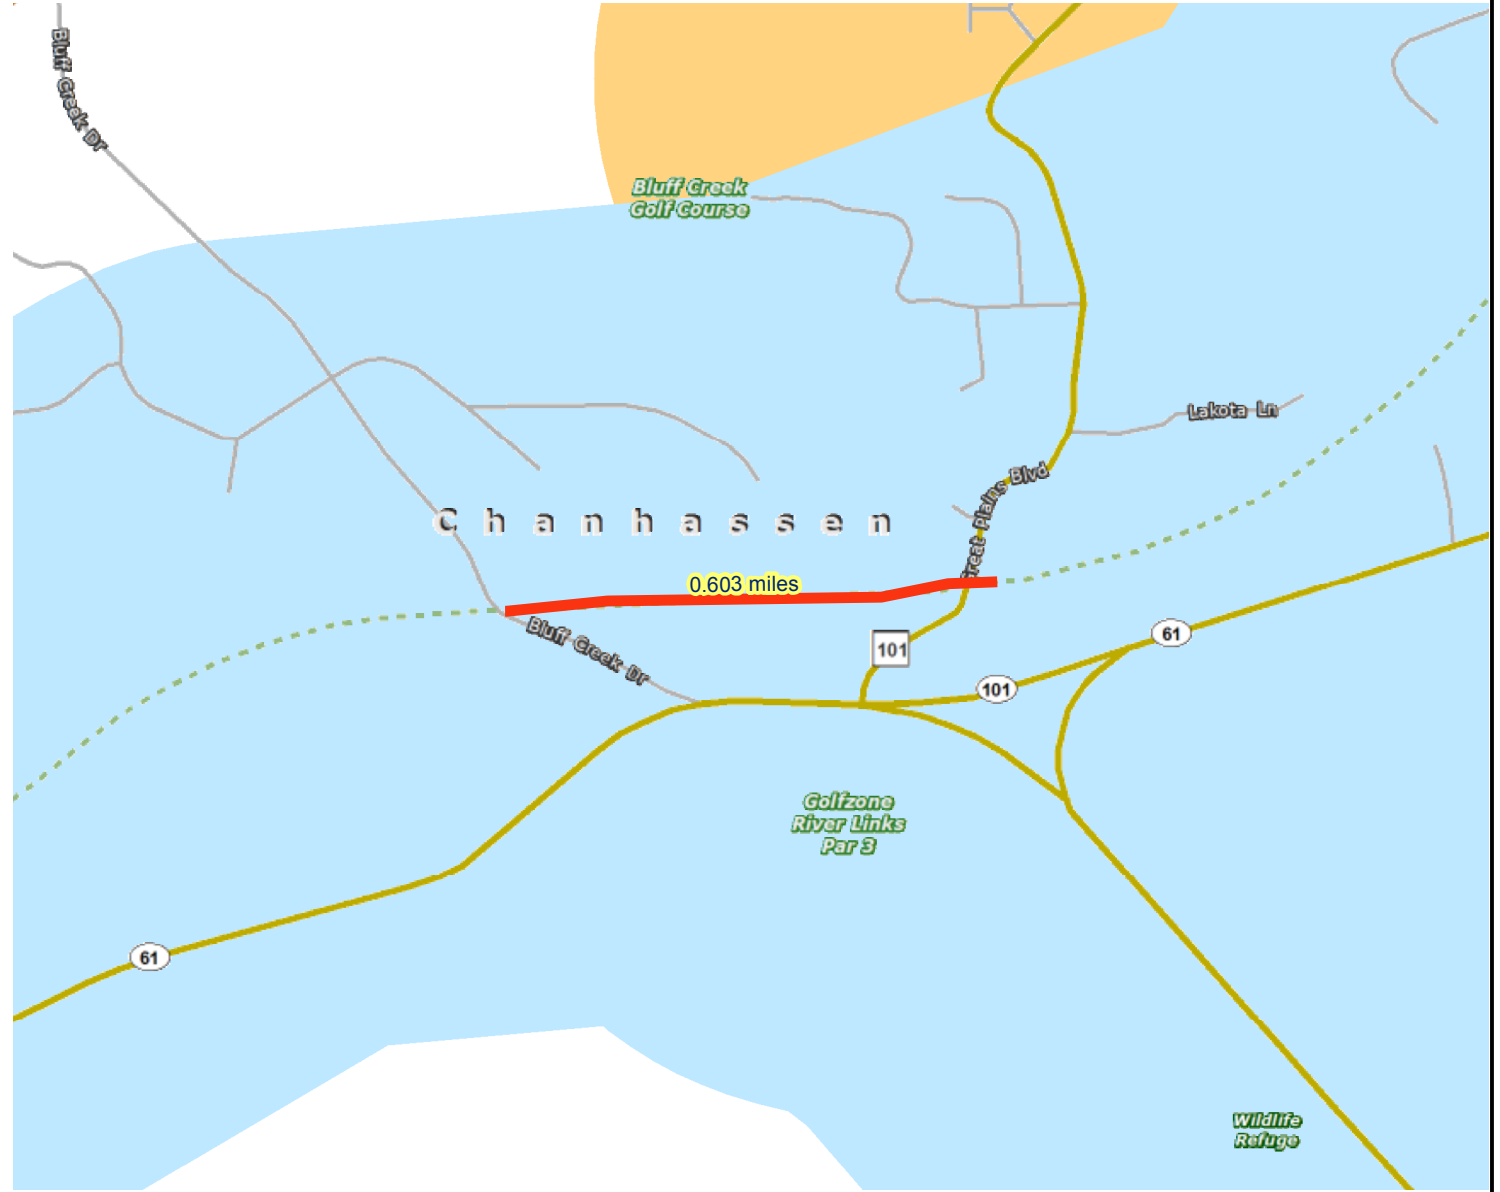 Bluff Creek Dr
Bluff Creek
Golf Course
Lakota Ln
Great Plains Blvd
Chanhassen
0.603 miles
Bluff Creek Dr
101
61
101
Golfzone
River Links
Par 3
61
Wildlife
Refuge